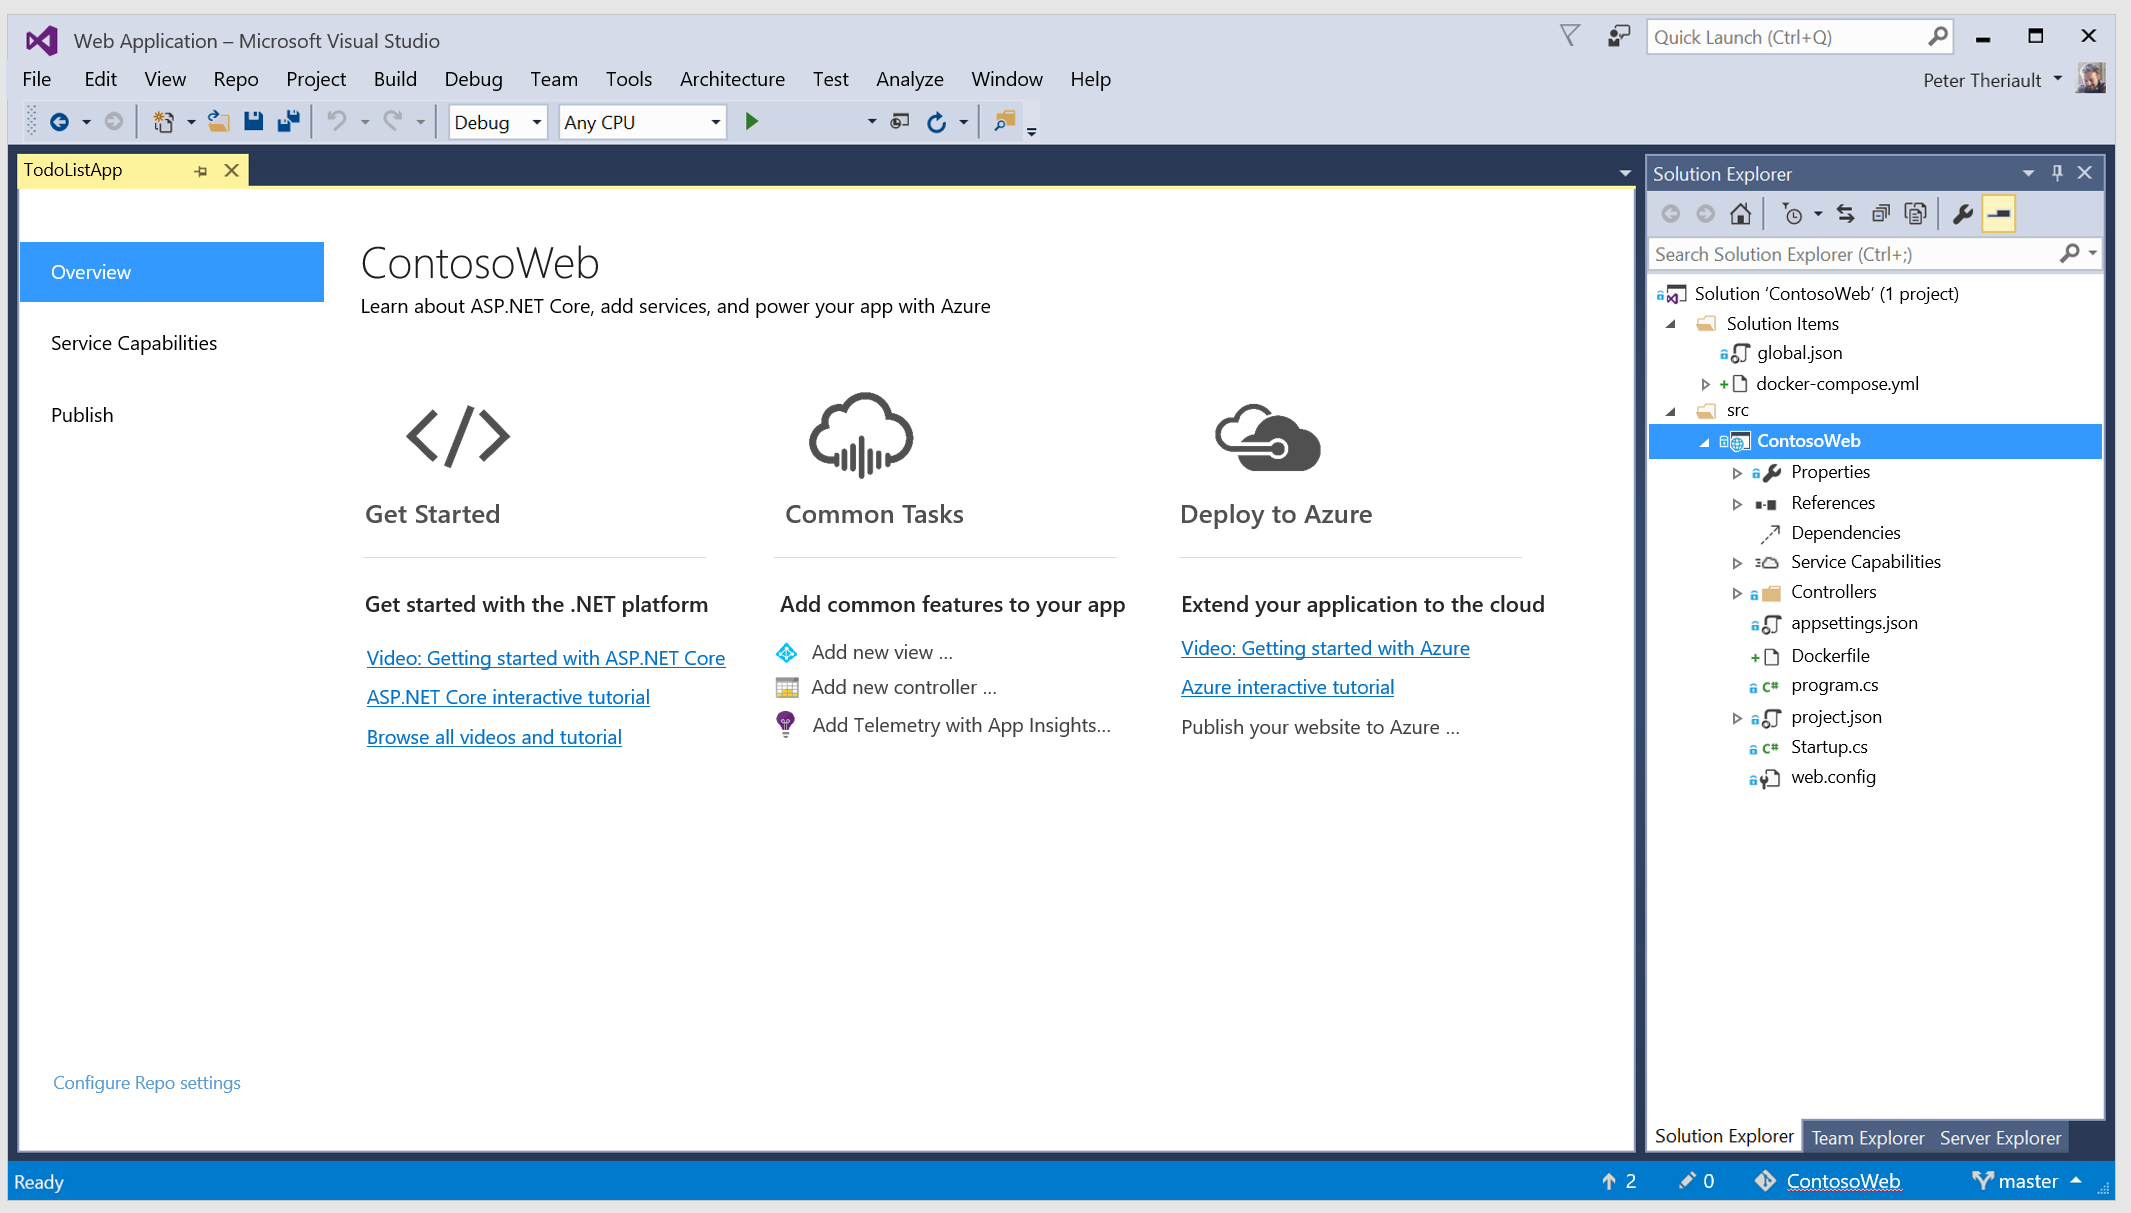 Web Application – Microsoft Visual Studio
Quick Launch (Ctrl+Q)
File Edit View Repo Project Build Debug Team Tools Architecture Test Analyze Window Help
Peter Theriault
Debug Any CPU
TodoListApp
Overview
Service Capabilities
Publish
Configure Repo settings
ContosoWeb
Learn about ASP.NET Core, add services, and power your app with Azure
Get Started
Get started with the .NET platform
Video: Getting started with ASP.NET Core
ASP.NET Core interactive tutorial
Browse all videos and tutorial
Common Tasks
Add common features to your app
Add new view ...
Add new controller ...
Add Telemetry with App Insights...
Deploy to Azure
Extend your application to the cloud
Video: Getting started with Azure
Azure interactive tutorial
Publish your website to Azure ...
Solution Explorer
Search Solution Explorer (Ctrl+;)
Solution ‘ContosoWeb’ (1 project)
Solution Items
global.json
docker-compose.yml
src
ContosoWeb
Properties
References
Dependencies
Service Capabilities
Controllers
appsettings.json
Dockerfile
C# program.cs
project.json
C# Startup.cs
web.config
Solution Explorer Team Explorer Server Explorer
Ready 2 0 ContosoWeb master